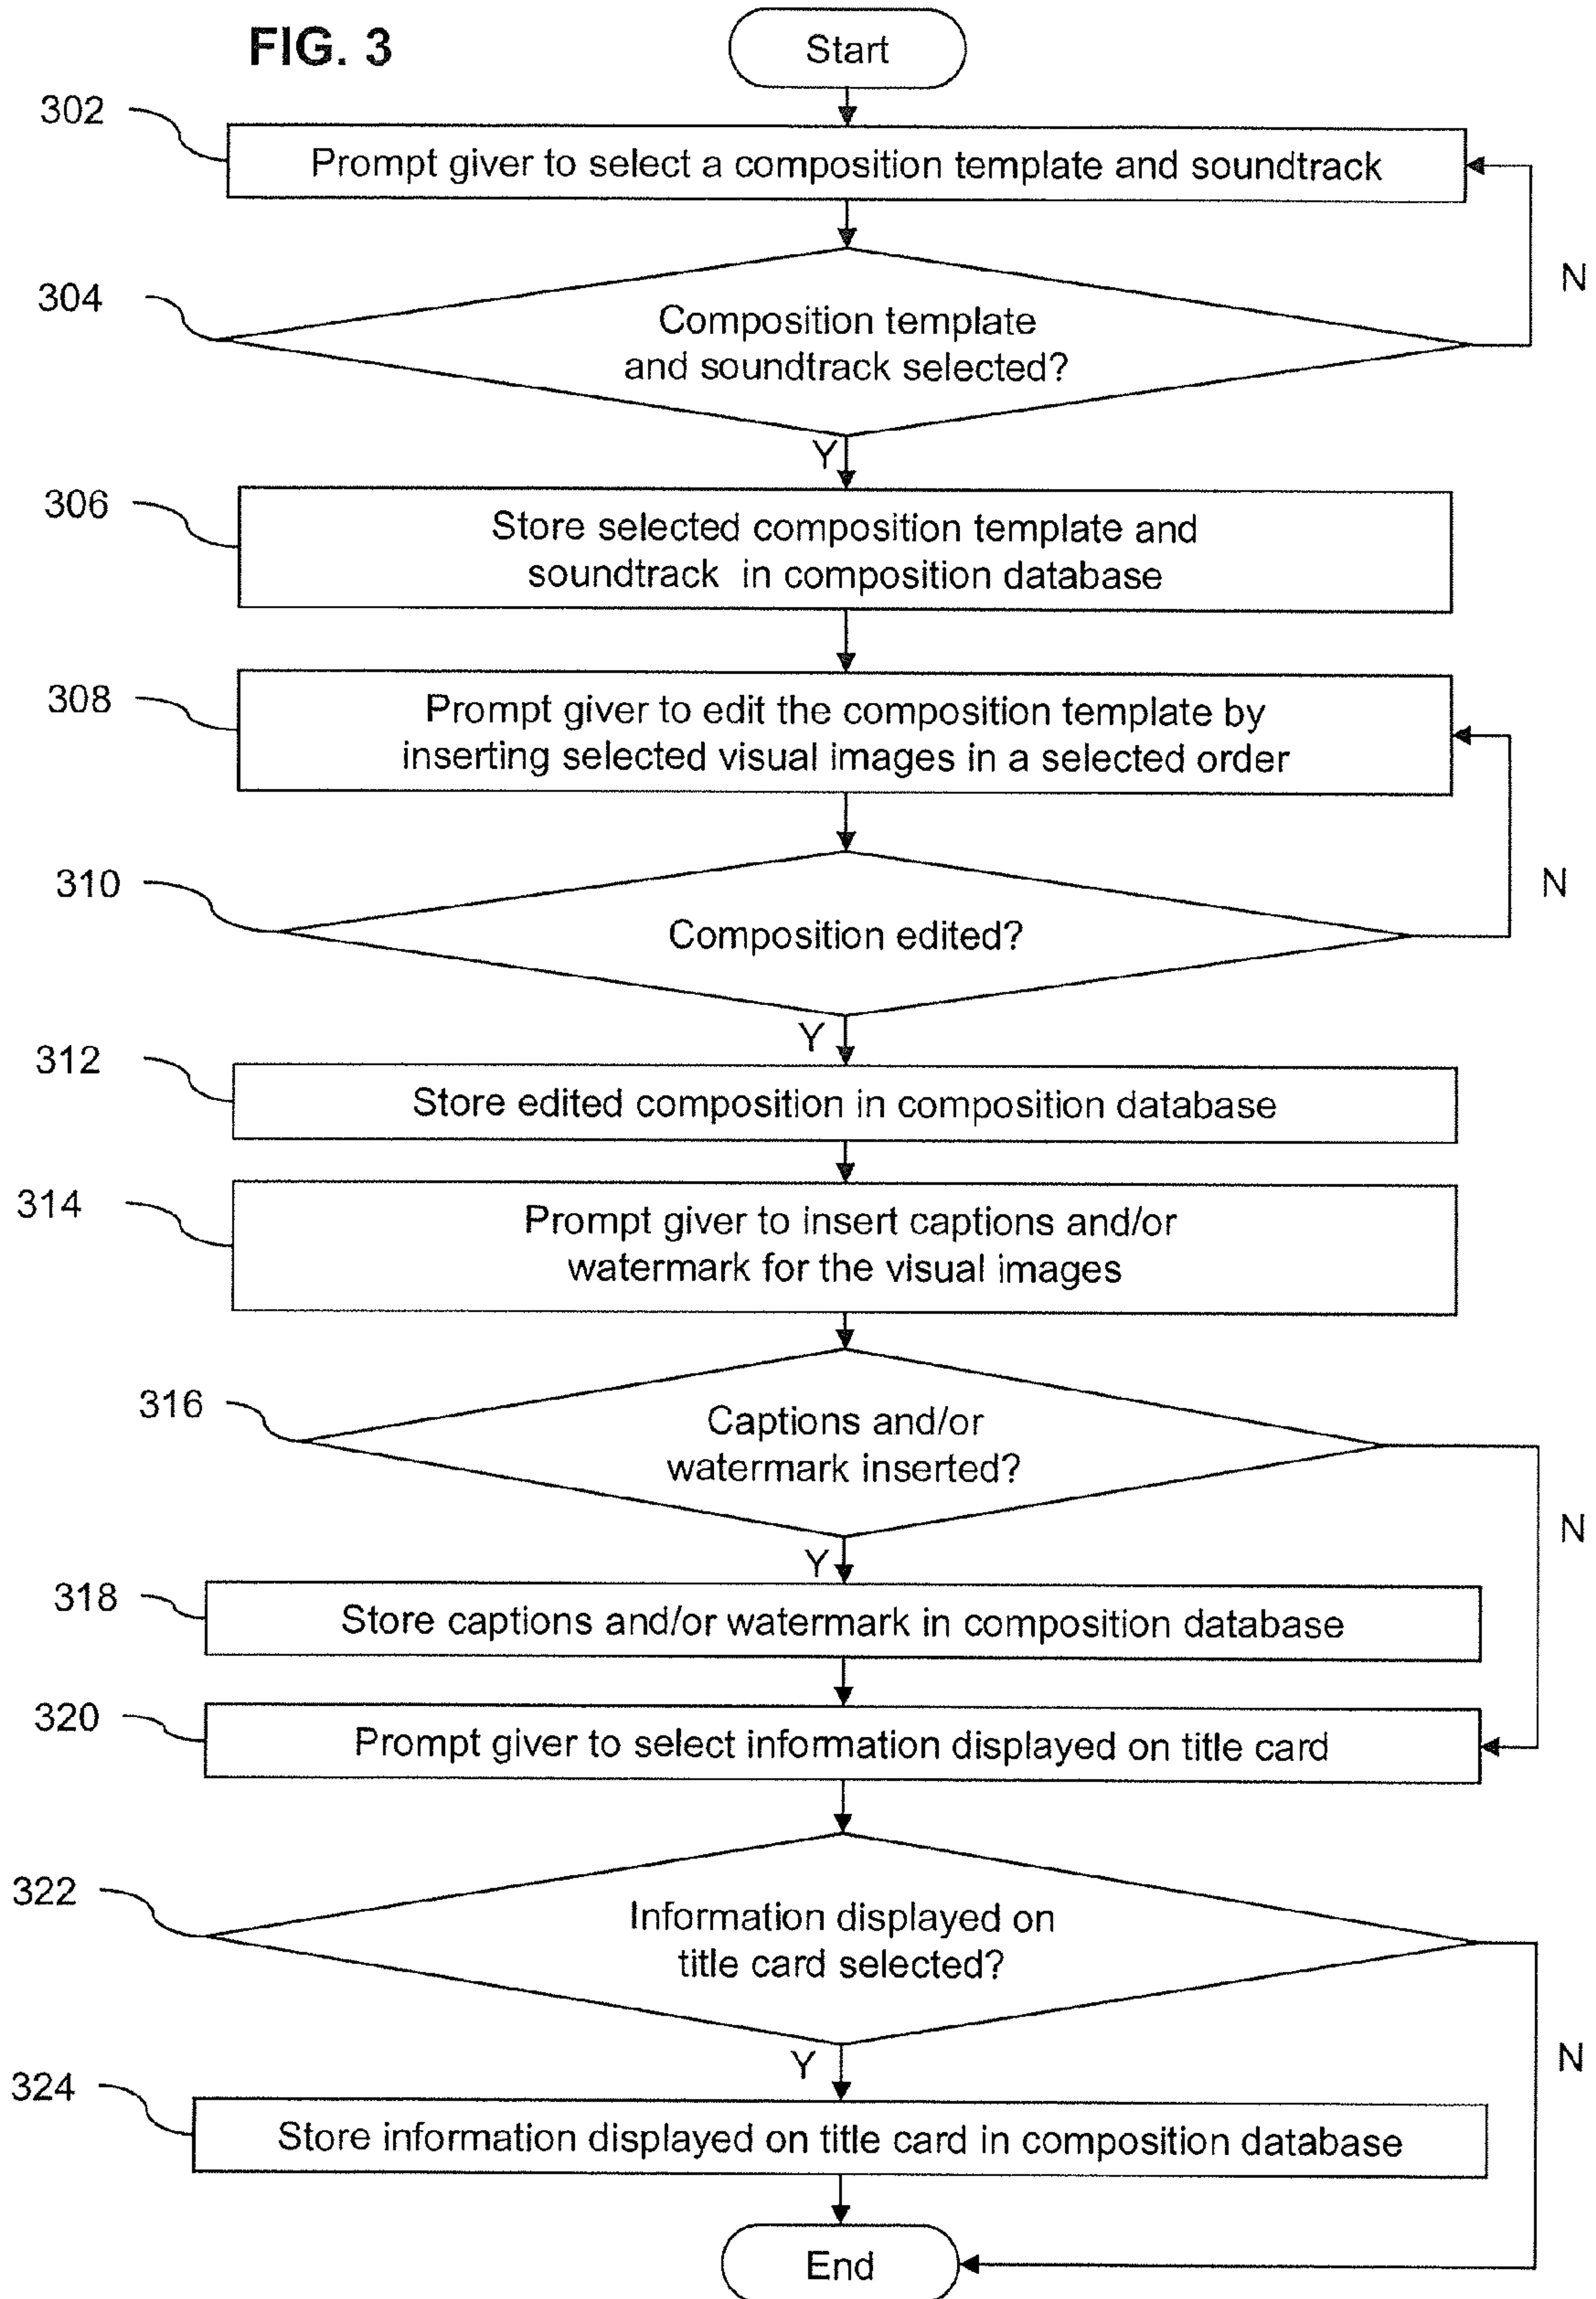 FIG. 3
Start
302
Prompt giver to select a composition template and soundtrack
N
304
Composition template
and soundtrack selected?
Y
306
Store selected composition template and
soundtrack in composition database
308
Prompt giver to edit the composition template by
inserting selected visual images in a selected order
N
310
Composition edited?
Y
312
Store edited composition in composition database
314
Prompt giver to insert captions and/or
watermark for the visual images
316
Captions and/or
watermark inserted?
N
Y
318
Store captions and/or watermark in composition database
320
Prompt giver to select information displayed on title card
322
Information displayed on
title card selected?
N
Y
324
Store information displayed on title card in composition database
End